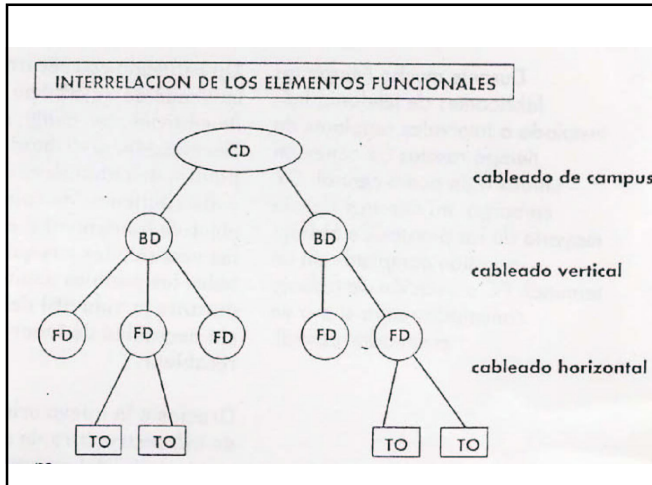 INTERRELACION DE LOS ELEMENTOS FUNCIONALES
CD
cableado de campus
BD BD
cableado vertical
FD FD FD FD FD
cableado horizontal
TO TO TO TO